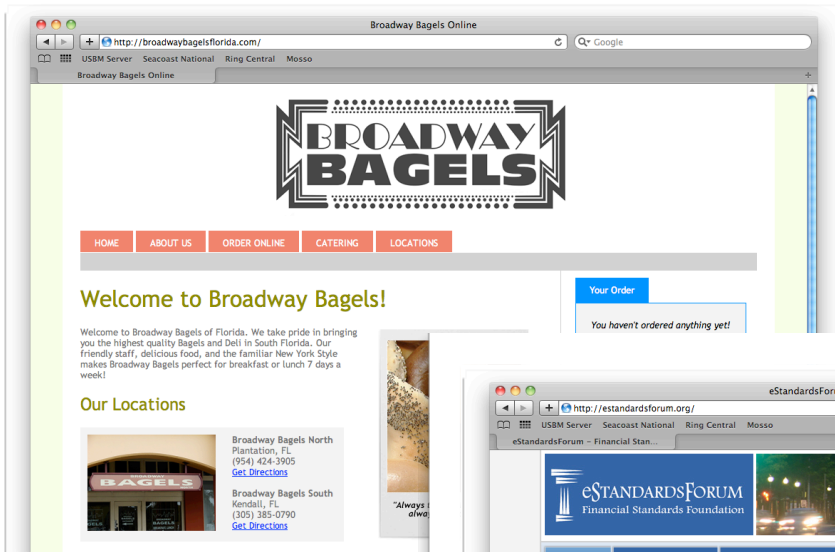 Broadway Bagels Online
http://broadwaybagelsflorida.com/
Google
USBM Server Seacoast National Ring Central Mosso
Broadway Bagels Online
BROADWAY
BAGELS
HOME ABOUT US ORDER ONLINE CATERING LOCATIONS
Welcome to Broadway Bagels!
Welcome to Broadway Bagels of Florida. We take pride in bringing
you the highest quality Bagels and Deli in South Florida. Our
friendly staff, delicious food, and the familiar New York Style
makes Broadway Bagels perfect for breakfast or lunch 7 days a
week!
Your Order
You haven't ordered anything yet!
Our Locations
BAGELS
Broadway Bagels North
Plantation, FL
(954) 424-3905
Get Directions
Broadway Bagels South
Kendall, FL
(305) 385-0790
Get Directions
"Always
alway
eStandardsFor
http://estandardsforum.org/
USBM Server Seacoast National Ring Central Mosso
eStandardsForum - Financial Stan...
eSTANDARDSFORUM
Financial Standards Foundation